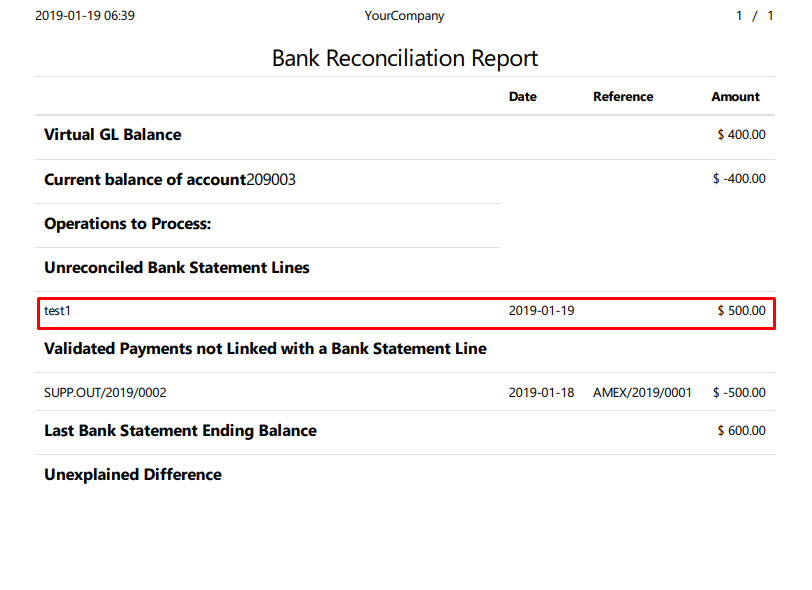 2019-01-19 06:39 YourCompany 1 / 1
Bank Reconciliation Report
Date Reference Amount
Virtual GL Balance $ 400.00
Current balance of account209003 $ -400.00
Operations to Process:
Unreconciled Bank Statement Lines
test1 2019-01-19 $ 500.00
Validated Payments not Linked with a Bank Statement Line
SUPP.OUT/2019/0002 2019-01-18 AMEX/2019/0001 $ -500.00
Last Bank Statement Ending Balance $ 600.00
Unexplained Difference